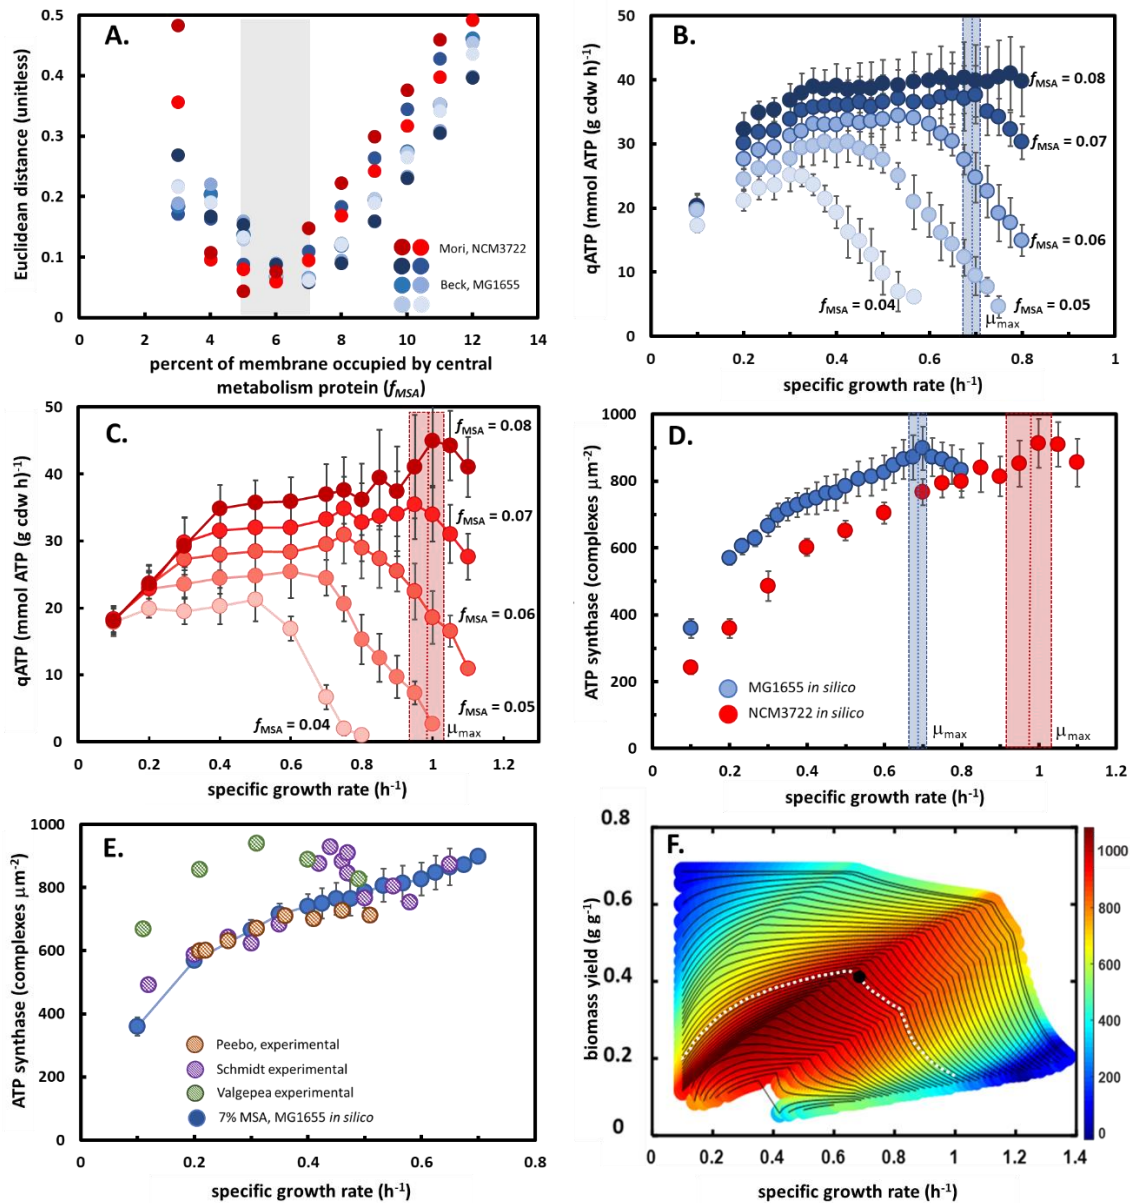 A.
Euclidean distance (unitless)
0.5
0.4
0.3
0.2
0.1
0
0 2 4 6 8 10 12 14
Mori, NCM3722
Beck, MG1655
percent of membrane occupied by central
metabolism protein (fMSA)
B.
qATP (mmol ATP (g cdw h)-1)
50
40
30
20
10
0
fMSA = 0.08
fMSA = 0.07
fMSA = 0.06
fMSA = 0.04
fMSA = 0.05
μmax
0 0.2 0.4 0.6 0.8 1
specific growth rate (h-1)
C.
qATP (mmol ATP (g cdw h)-1)
50
40
30
20
10
0
fMSA = 0.08
fMSA = 0.07
fMSA = 0.06
fMSA = 0.05
fMSA = 0.04
μmax
0 0.2 0.4 0.6 0.8 1 1.2
specific growth rate (h-1)
D.
ATP synthase (complexes μm-2)
1000
800
600
400
200
0
MG1655 in silico
NCM3722 in silico
μmax
μmax
0 0.2 0.4 0.6 0.8 1 1.2
specific growth rate (h-1)
E.
ATP synthase (complexes μm-2)
1000
800
600
400
200
0
Peebo, experimental
Schmidt experimental
Valgepea experimental
7% MSA, MG1655 in silico
0 0.2 0.4 0.6 0.8
specific growth rate (h-1)
F.
biomass yield (g g-1)
0.8
0.6
0.4
0.2
0
1000
800
600
400
200
0
0 0.2 0.4 0.6 0.8 1.0 1.2 1.4
specific growth rate (h-1)